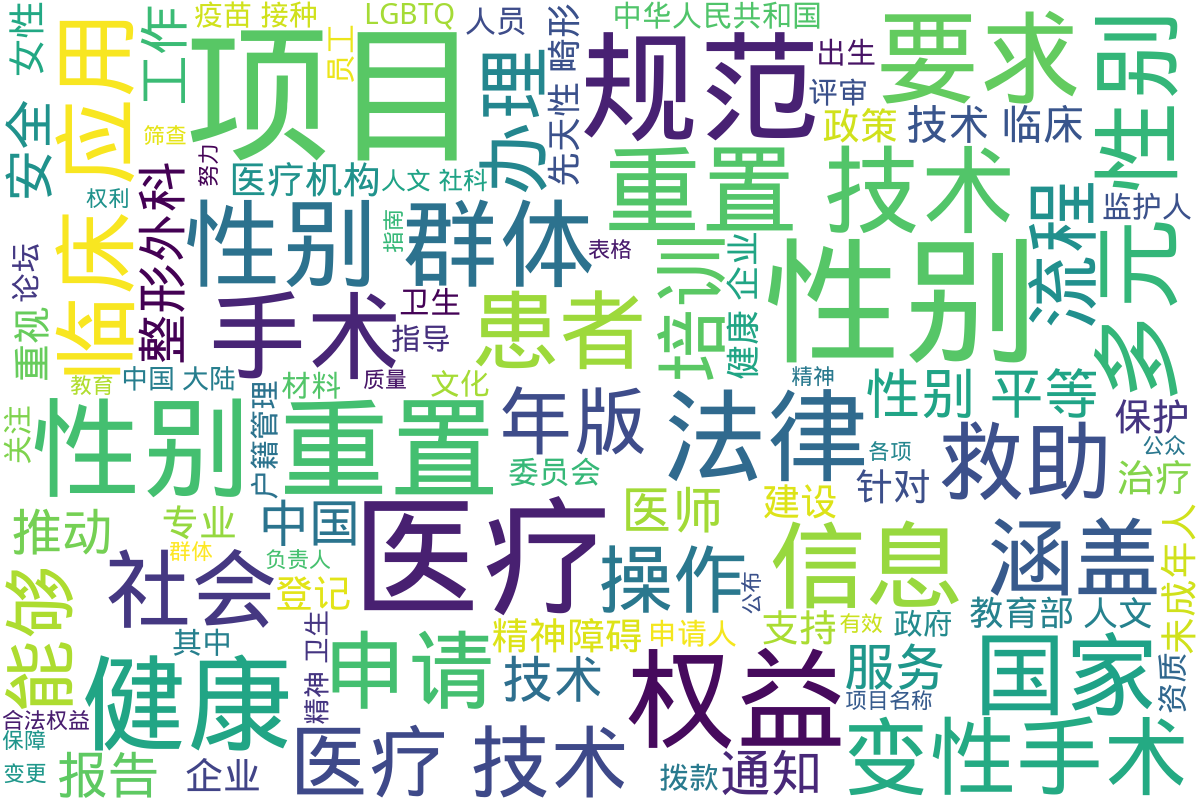 疫苗 接种
LGBTQ
人员
中华人民共和国
女性
应用
工作
员工
项目
办理
畸形
先天性
规范
出生
评审
要求
性别
安全
筛查
努力
政策
技术 临床
权利
整形外科
医疗机构
人文 社科
重置 技术
多元
监护人
临床
性别 群体
指南
表格
培训
企业
性别
流程
论坛
重视
手术
卫生
指导
患者
健康
教育
中国 大陆
质量
材料
文化
精神
性别 平等
保护
关注
性别 重置
户籍管理
年版
法律
各项
救助
公众
委员会
针对
治疗
推动
专业
中国
医疗
医师
建设
信息
涵盖
未成年人
群体
负责人
能够
社会
登记
操作
公布
教育部 人文
其中
精神 卫生
申请
精神障碍
申请人
支持
有效
政府
国家
资质
健康
技术
权益
服务
项目名称
合法权益
保障
变更
报告
企业
医疗 技术
拨款
通知
变性手术